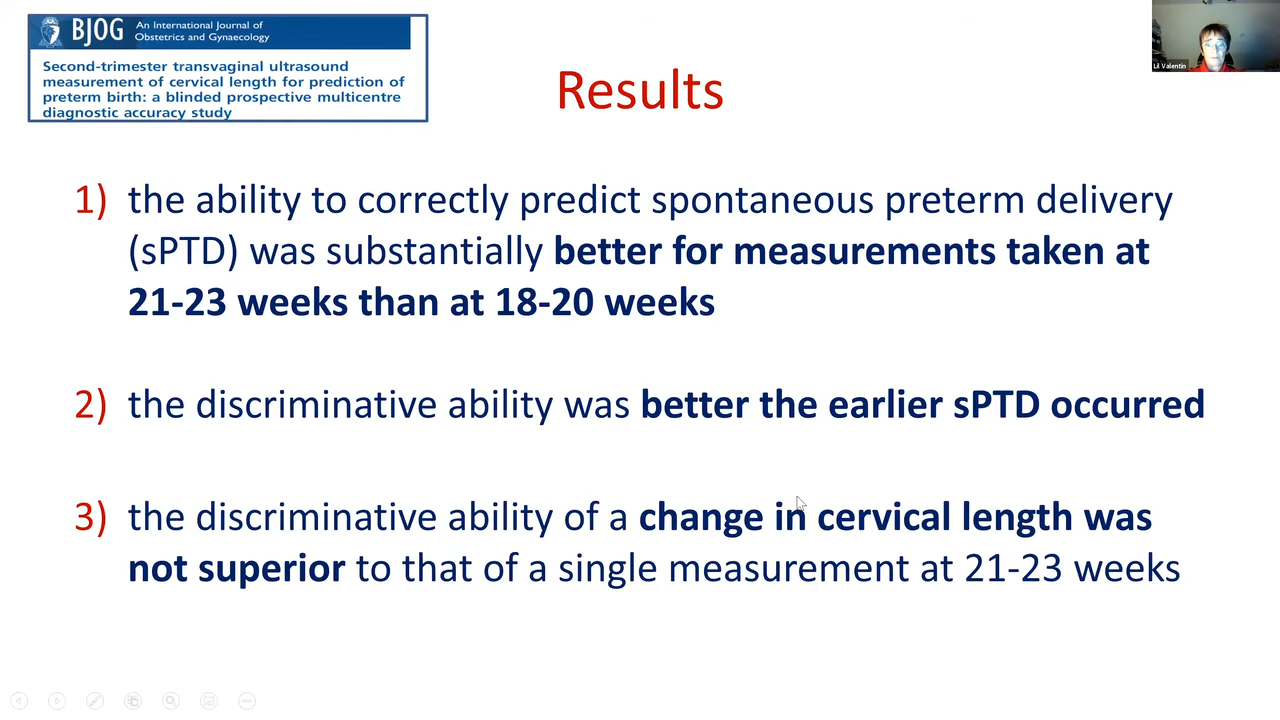 BJOG An International Journal of
Obstetrics and Gynaecology
Second-trimester transvaginal ultrasound
measurement of cervical length for prediction of
preterm birth: a blinded prospective multicentre
diagnostic accuracy study
Lil Valentin
Results
1) the ability to correctly predict spontaneous preterm delivery
(sPTD) was substantially better for measurements taken at
21-23 weeks than at 18-20 weeks
2) the discriminative ability was better the earlier sPTD occurred
3) the discriminative ability of a change in cervical length was
not superior to that of a single measurement at 21-23 weeks